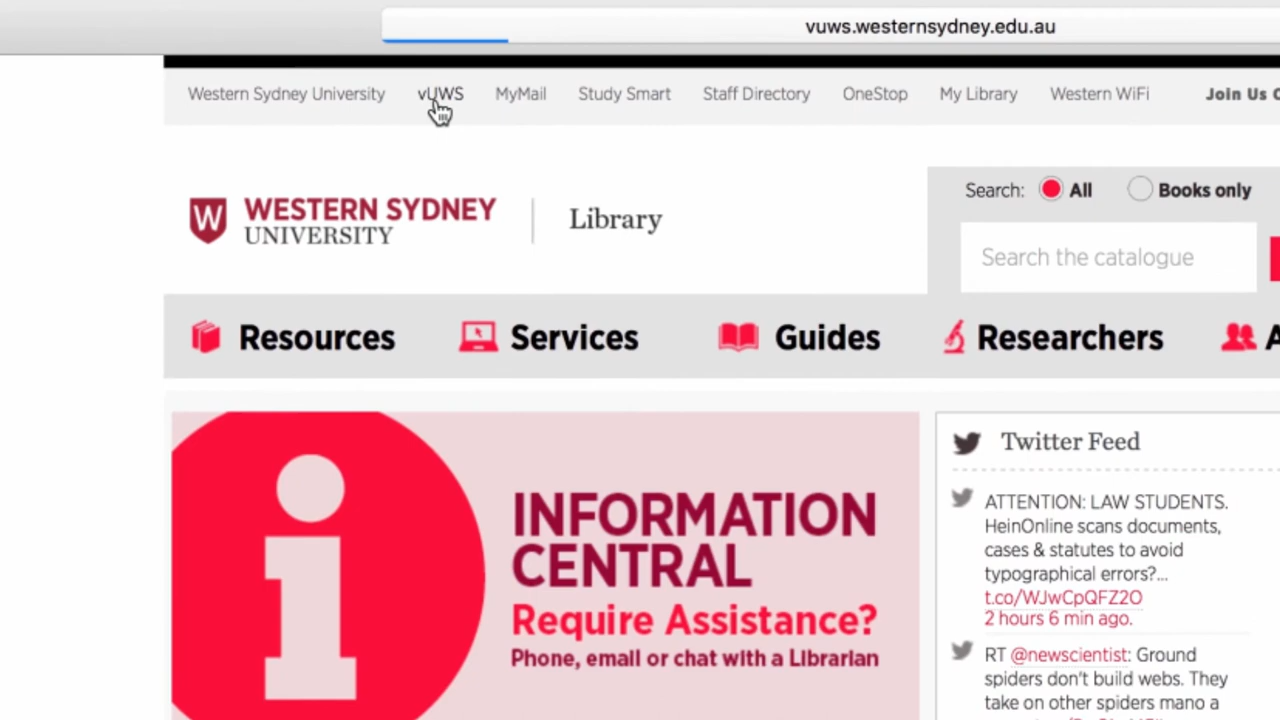 vuws.westernsydney.edu.au
Western Sydney University vUWS MyMail Study Smart Staff Directory OneStop My Library Western WiFi Join Us
Search: All Books only
W WESTERN SYDNEY
UNIVERSITY
Library
Search the catalogue
Resources Services Guides Researchers
INFORMATION
CENTRAL
Require Assistance?
Phone, email or chat with a Librarian
Twitter Feed
ATTENTION: LAW STUDENTS.
HeinOnline scans documents,
cases & statutes to avoid
typographical errors?...
t.co/WJwCpQFZ2O
2 hours 6 min ago.
RT @newscientist: Ground
spiders don't build webs. They
take on other spiders mano a